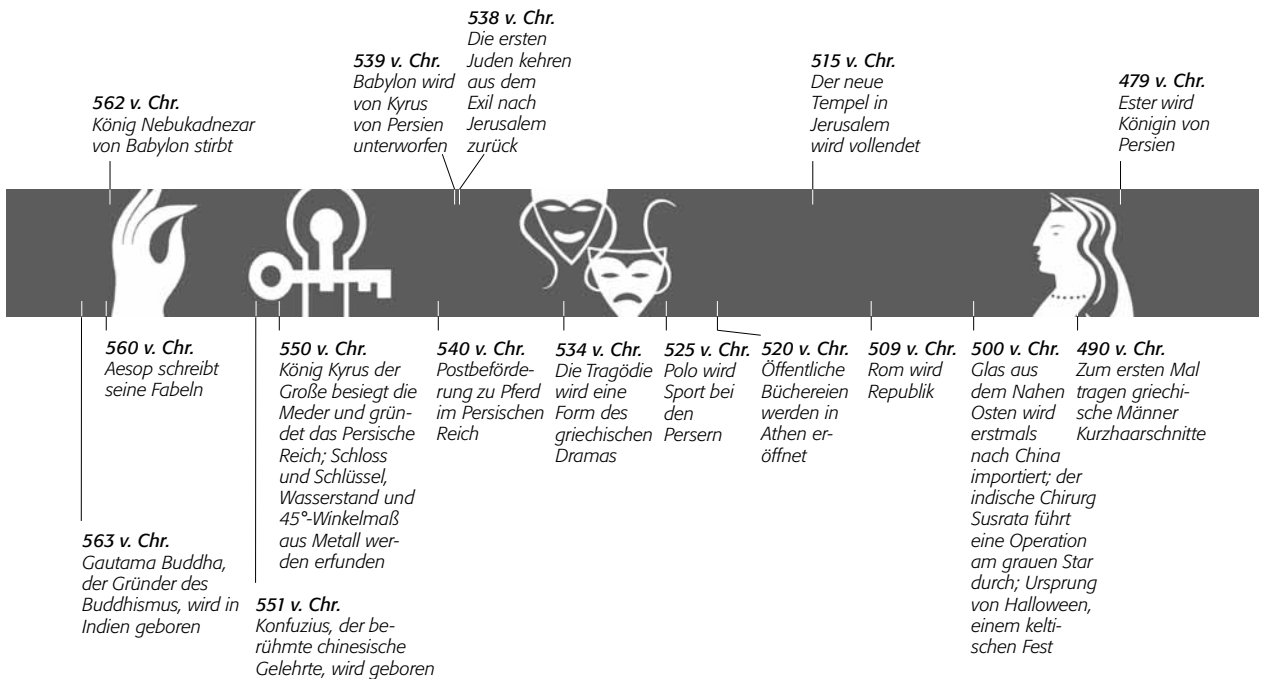 562 v. Chr.
König Nebukadnezar
von Babylon stirbt
539 v. Chr.
Babylon wird
von Kyrus
von Persien
unterworfen
538 v. Chr.
Die ersten
Juden kehren
aus dem
Exil nach
Jerusalem
zurück
515 v. Chr.
Der neue
Tempel in
Jerusalem
wird vollendet
479 v. Chr.
Ester wird
Königin von
Persien
563 v. Chr.
Gautama Buddha,
der Gründer des
Buddhismus, wird in
Indien geboren
560 v. Chr.
Aesop schreibt
seine Fabeln
551 v. Chr.
Konfuzius, der be-
rühmte chinesische
Gelehrte, wird geboren
550 v. Chr.
König Kyrus der
Große besiegt die
Meder und grün-
det das Persische
Reich; Schloss
und Schlüssel,
Wasserstand und
45°-Winkelmaß
aus Metall wer-
den erfunden
540 v. Chr.
Postbeförde-
rung zu Pferd
im Persischen
Reich
534 v. Chr.
Die Tragödie
wird eine
Form des
griechischen
Dramas
525 v. Chr.
Polo wird
Sport bei
den
Persern
520 v. Chr.
Öffentliche
Büchereien
werden in
Athen er-
öffnet
509 v. Chr.
Rom wird
Republik
500 v. Chr.
Glas aus
dem Nahen
Osten wird
erstmals
nach China
importiert; der
indische Chirurg
Susrata führt
eine Operation
am grauen Star
durch; Ursprung
von Halloween,
einem kelti-
schen Fest
490 v. Chr.
Zum ersten Mal
tragen griechi-
sche Männer
Kurzhaarschnitte